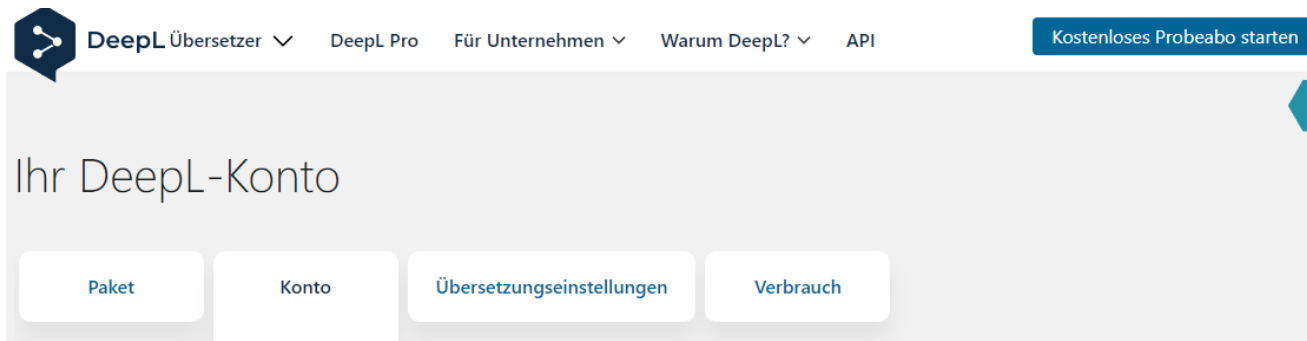 DeepL Übersetzer DeepL Pro Für Unternehmen Warum DeepL? API Kostenloses Probeabo starten
Ihr DeepL-Konto
Paket Konto Übersetzungseinstellungen Verbrauch